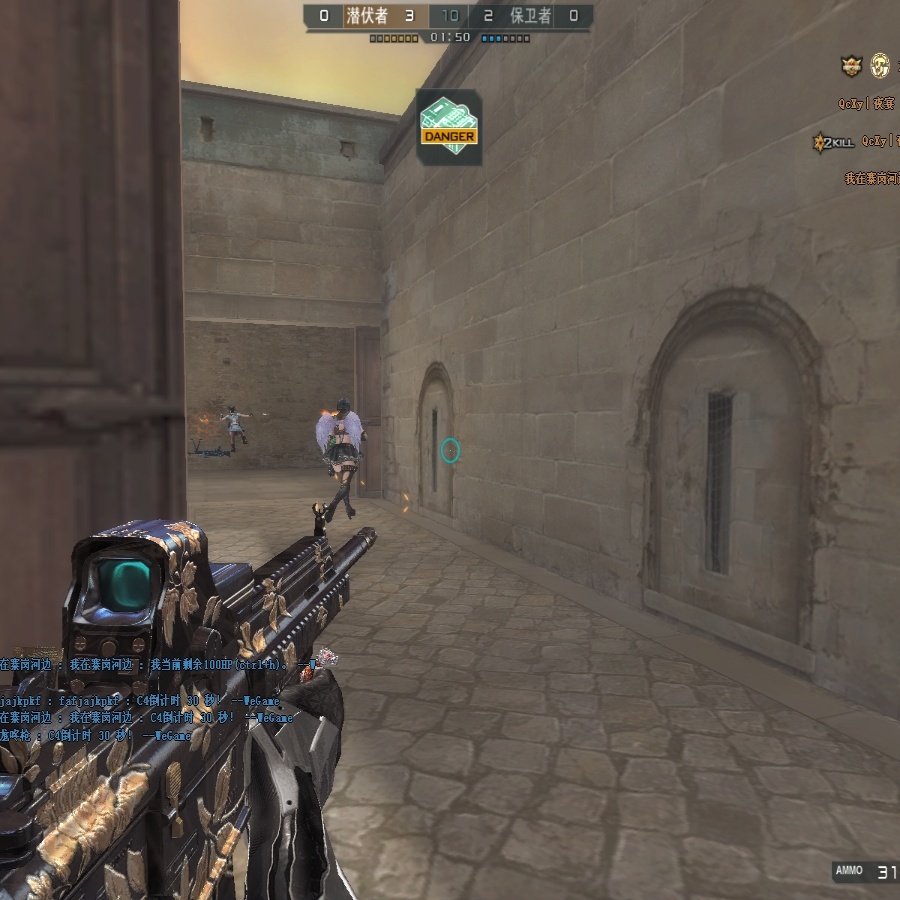 0 潜伏者 3 10 2 保卫者 0
01:50
DANGER
QcXy|夜宴
2KILL QcXy|
我在寨岗河
在寨岗河边 : 我在寨岗河边 : 我当前剩余100HP(ctrl+h)。 --W
jajkpkf : fafjajkpkf : C4倒计时 30 秒! --WeGame
在寨岗河边 : 我在寨岗河边 : C4倒计时 30 秒! --WeGame
枪 : C4倒计时 30 秒! --WeGame
AMMO 31